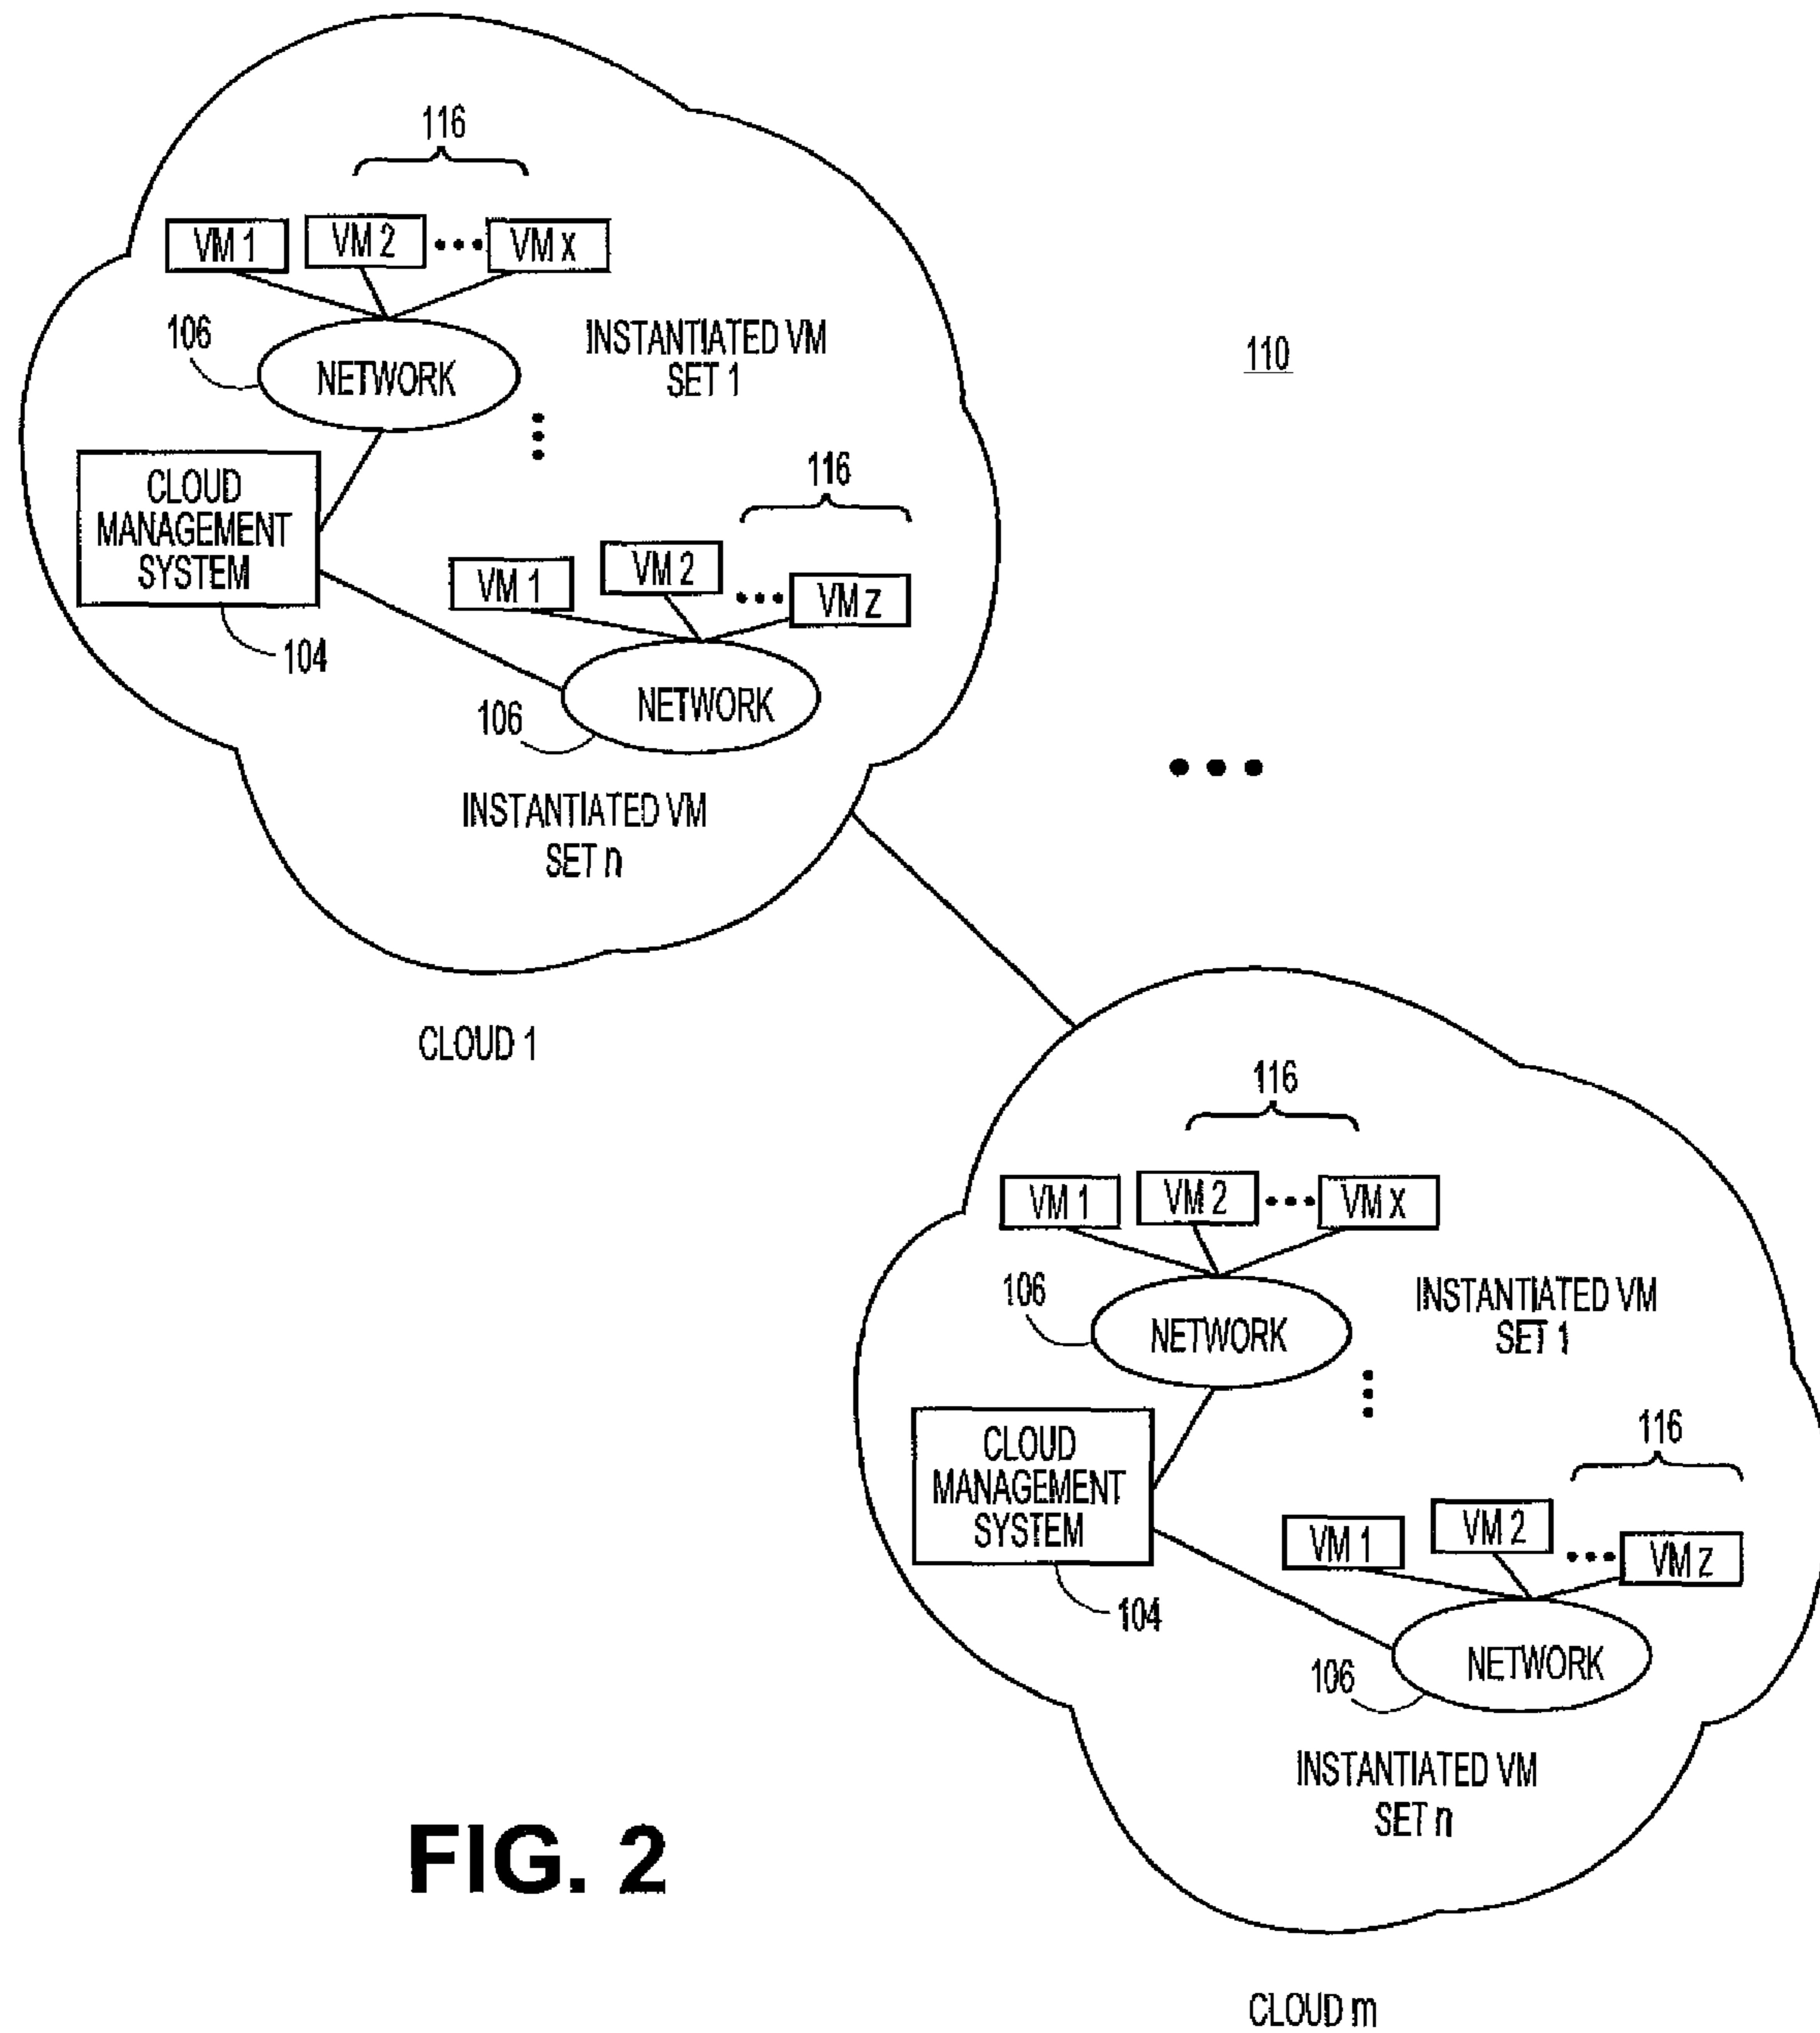 116
VM 1
VM 2
•••
VM X
106
NETWORK
INSTANTIATED VM
SET 1
110
CLOUD
MANAGEMENT
SYSTEM
104
116
VM 1
VM 2
•••
VM Z
106
NETWORK
INSTANTIATED VM
SET n
•••
CLOUD 1
116
VM 1
VM 2
•••
VM X
106
NETWORK
INSTANTIATED VM
SET 1
CLOUD
MANAGEMENT
SYSTEM
104
116
VM 1
VM 2
•••
VM Z
106
NETWORK
INSTANTIATED VM
SET n
FIG. 2
CLOUD m